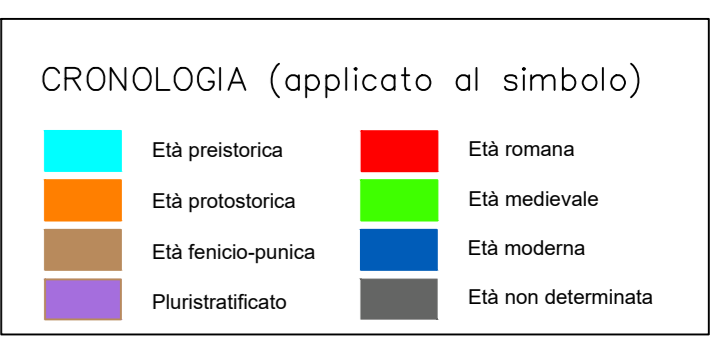 CRONOLOGIA (applicato al simbolo)
Età preistorica
Età protostorica
Età fenicio-punica
Pluristratificato
Età romana
Età medievale
Età moderna
Età non determinata